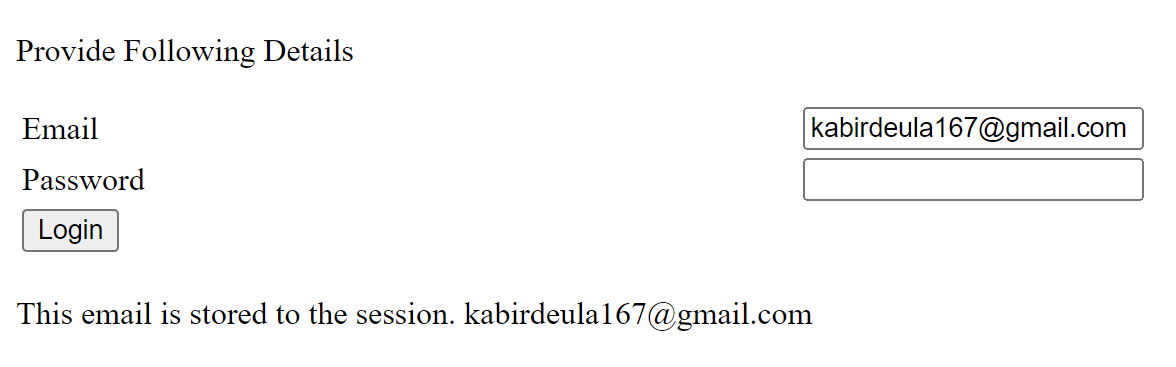 Provide Following Details
Email kabirdeula167@gmail.com
Password
Login
This email is stored to the session. kabirdeula167@gmail.com